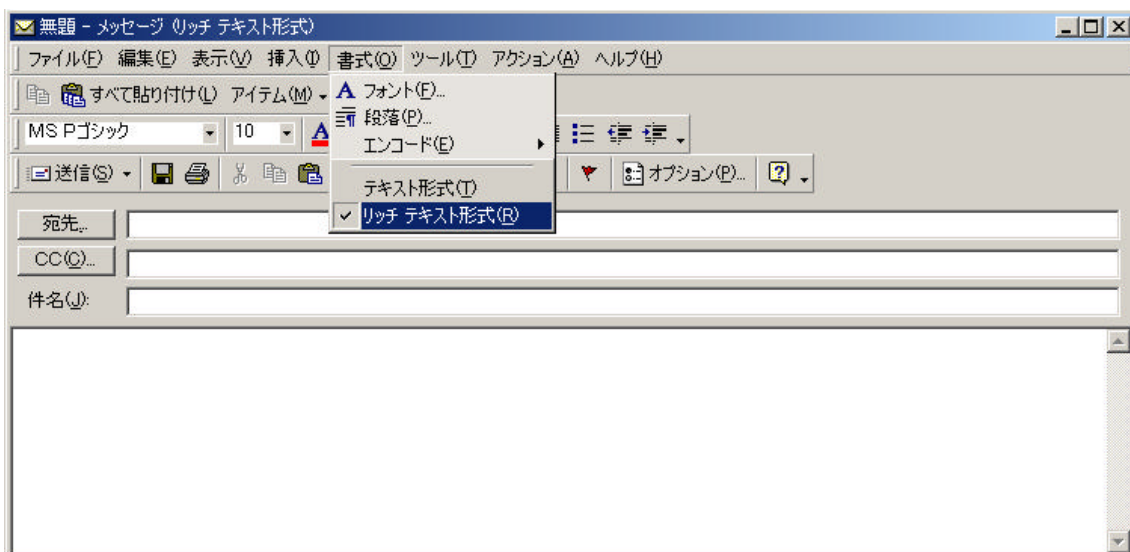 無題 - メッセージ (リッチ テキスト形式)
ファイル(F) 編集(E) 表示(V) 挿入(I) 書式(O) ツール(T) アクション(A) ヘルプ(H)
すべて貼り付け(L) アイテム(M)
フォント(F)...
段落(P)...
エンコード(E)
テキスト形式(T)
リッチ テキスト形式(R)
MS Pゴシック 10 A
送信(S) オプション(P)...
宛先...
CC(C)...
件名(J):